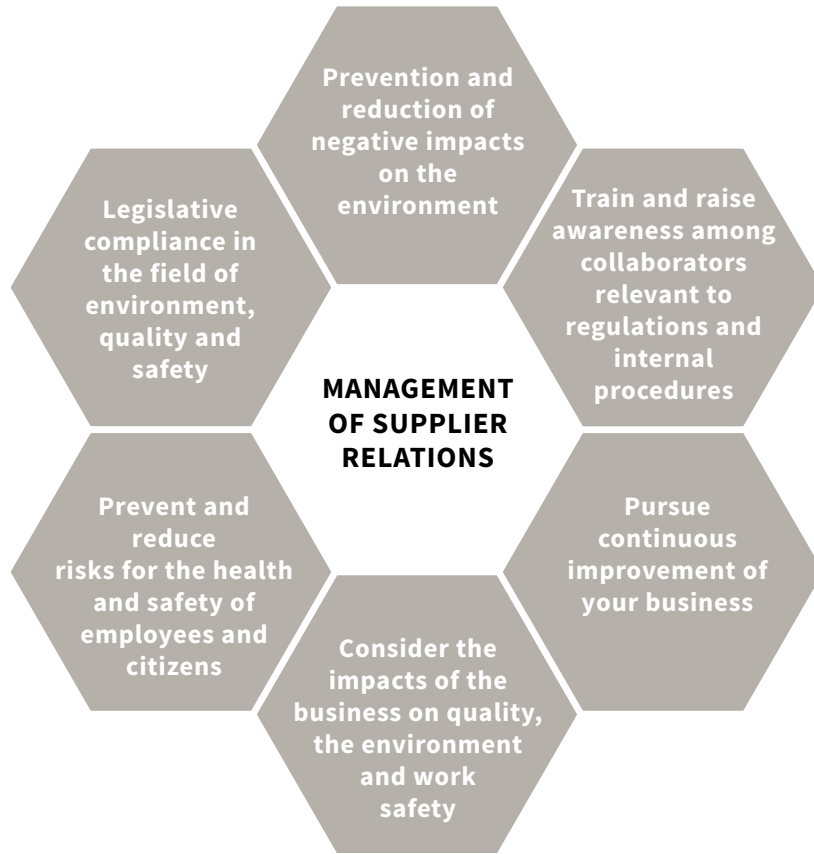 Prevention and
reduction of
negative impacts
on the
environment
Train and raise
awareness among
collaborators
relevant to
regulations and
internal
procedures
Pursue
continuous
improvement of
your business
Consider the
impacts of the
business on quality,
the environment
and work
safety
Prevent and
reduce
risks for the health
and safety of
employees and
citizens
Legislative
compliance in
the field of
environment,
quality and
safety
MANAGEMENT
OF SUPPLIER
RELATIONS